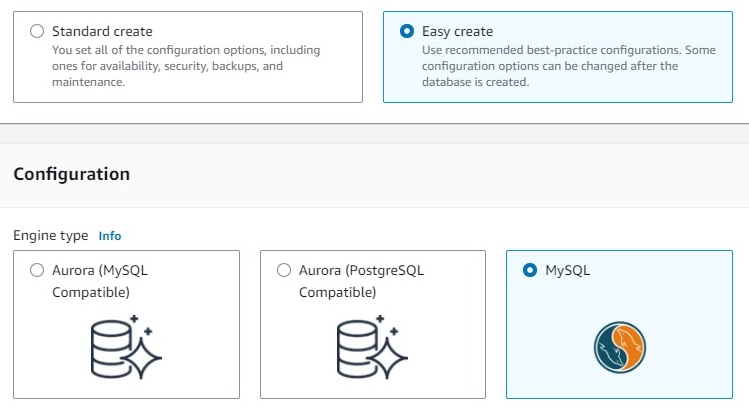 Standard create
You set all of the configuration options, including
ones for availability, security, backups, and
maintenance.
Easy create
Use recommended best-practice configurations. Some
configuration options can be changed after the
database is created.
Configuration
Engine type Info
Aurora (MySQL
Compatible)
Aurora (PostgreSQL
Compatible)
MySQL